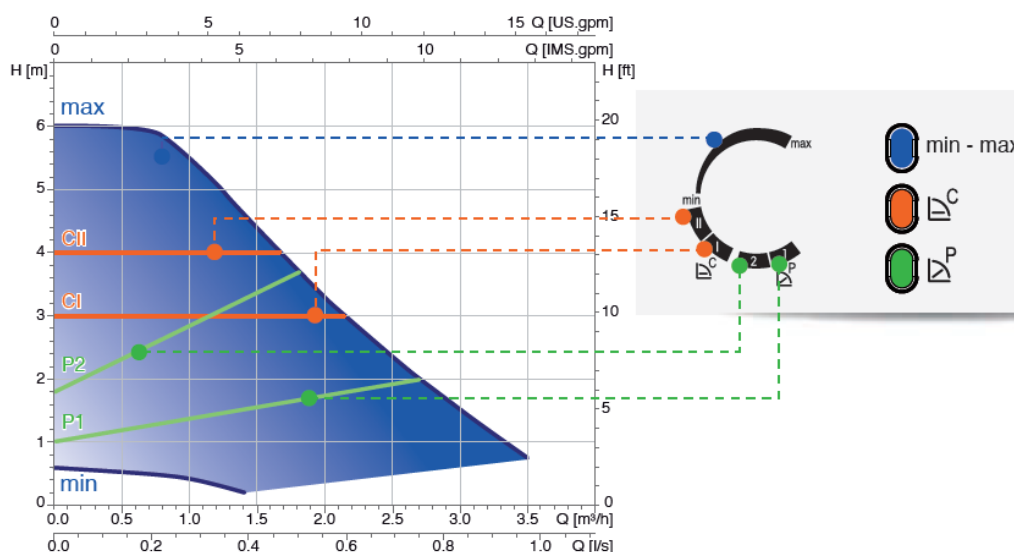 0 5 15 Q [US.gpm]
0 5 10 Q [IMS.gpm]
H [m] H [ft]
max
6 20
5
15
CII
4
CI
3 10
P2
2
5
P1
1
min
0 0
0.0 0.5 1.0 1.5 2.0 2.5 3.0 3.5 Q [m³/h]
0.0 0.2 0.4 0.6 0.8 1.0 Q [l/s]
max
min
II
I
C
2
1
P
min - max
C
P